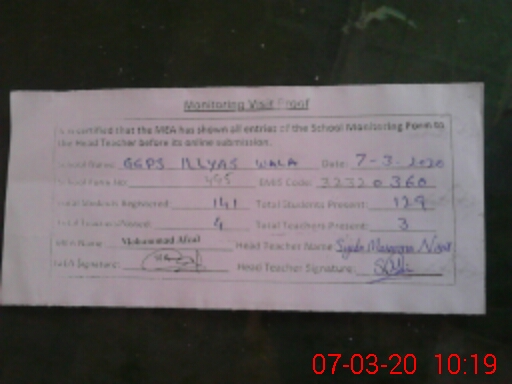 Monitoring Visit Proof
It is certified that the MEA has shown all entries of the School Monitoring Form to
the Head Teacher before its online submission.
School Name: GGPS ILLYAS WALA Date: 7-3-2020
School Form No: 495 EMIS Code: 32320360
Total Students Registered: 141 Total Students Present: 129
Total Teachers Posted: 4 Total Teachers Present: 3
MEA Name: Muhammad Afzal Head Teacher Name Syeda
MEA Signature: Head Teacher Signature:
07-03-20 10:19